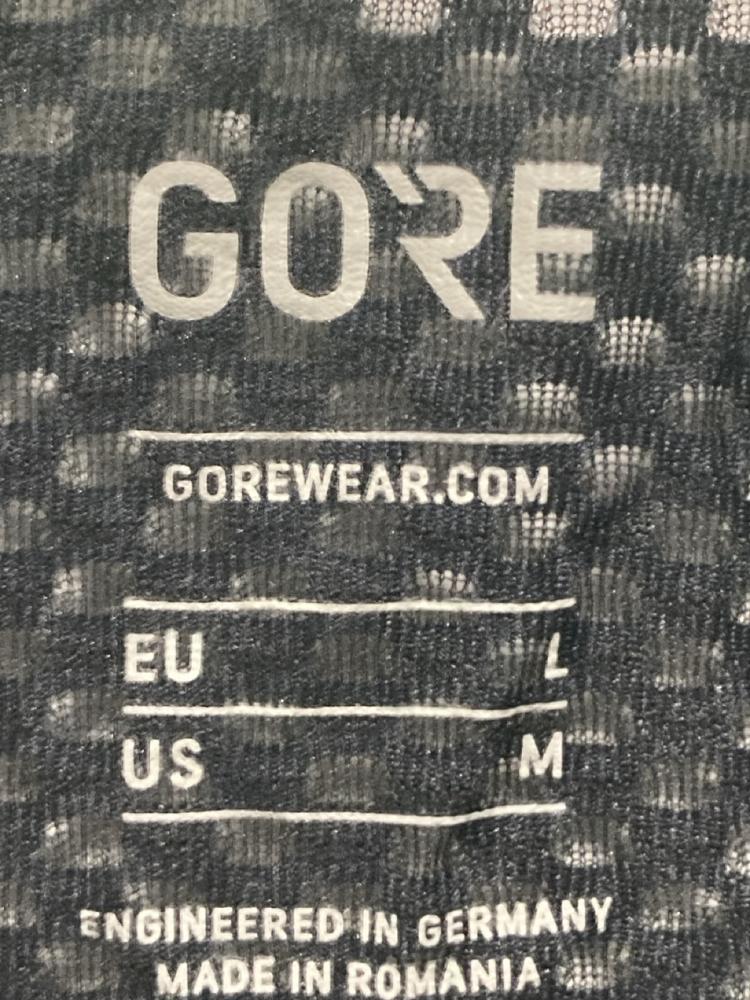 GORE
GOREWEAR.COM
EU L
US M
ENGINEERED IN GERMANY
MADE IN ROMANIA